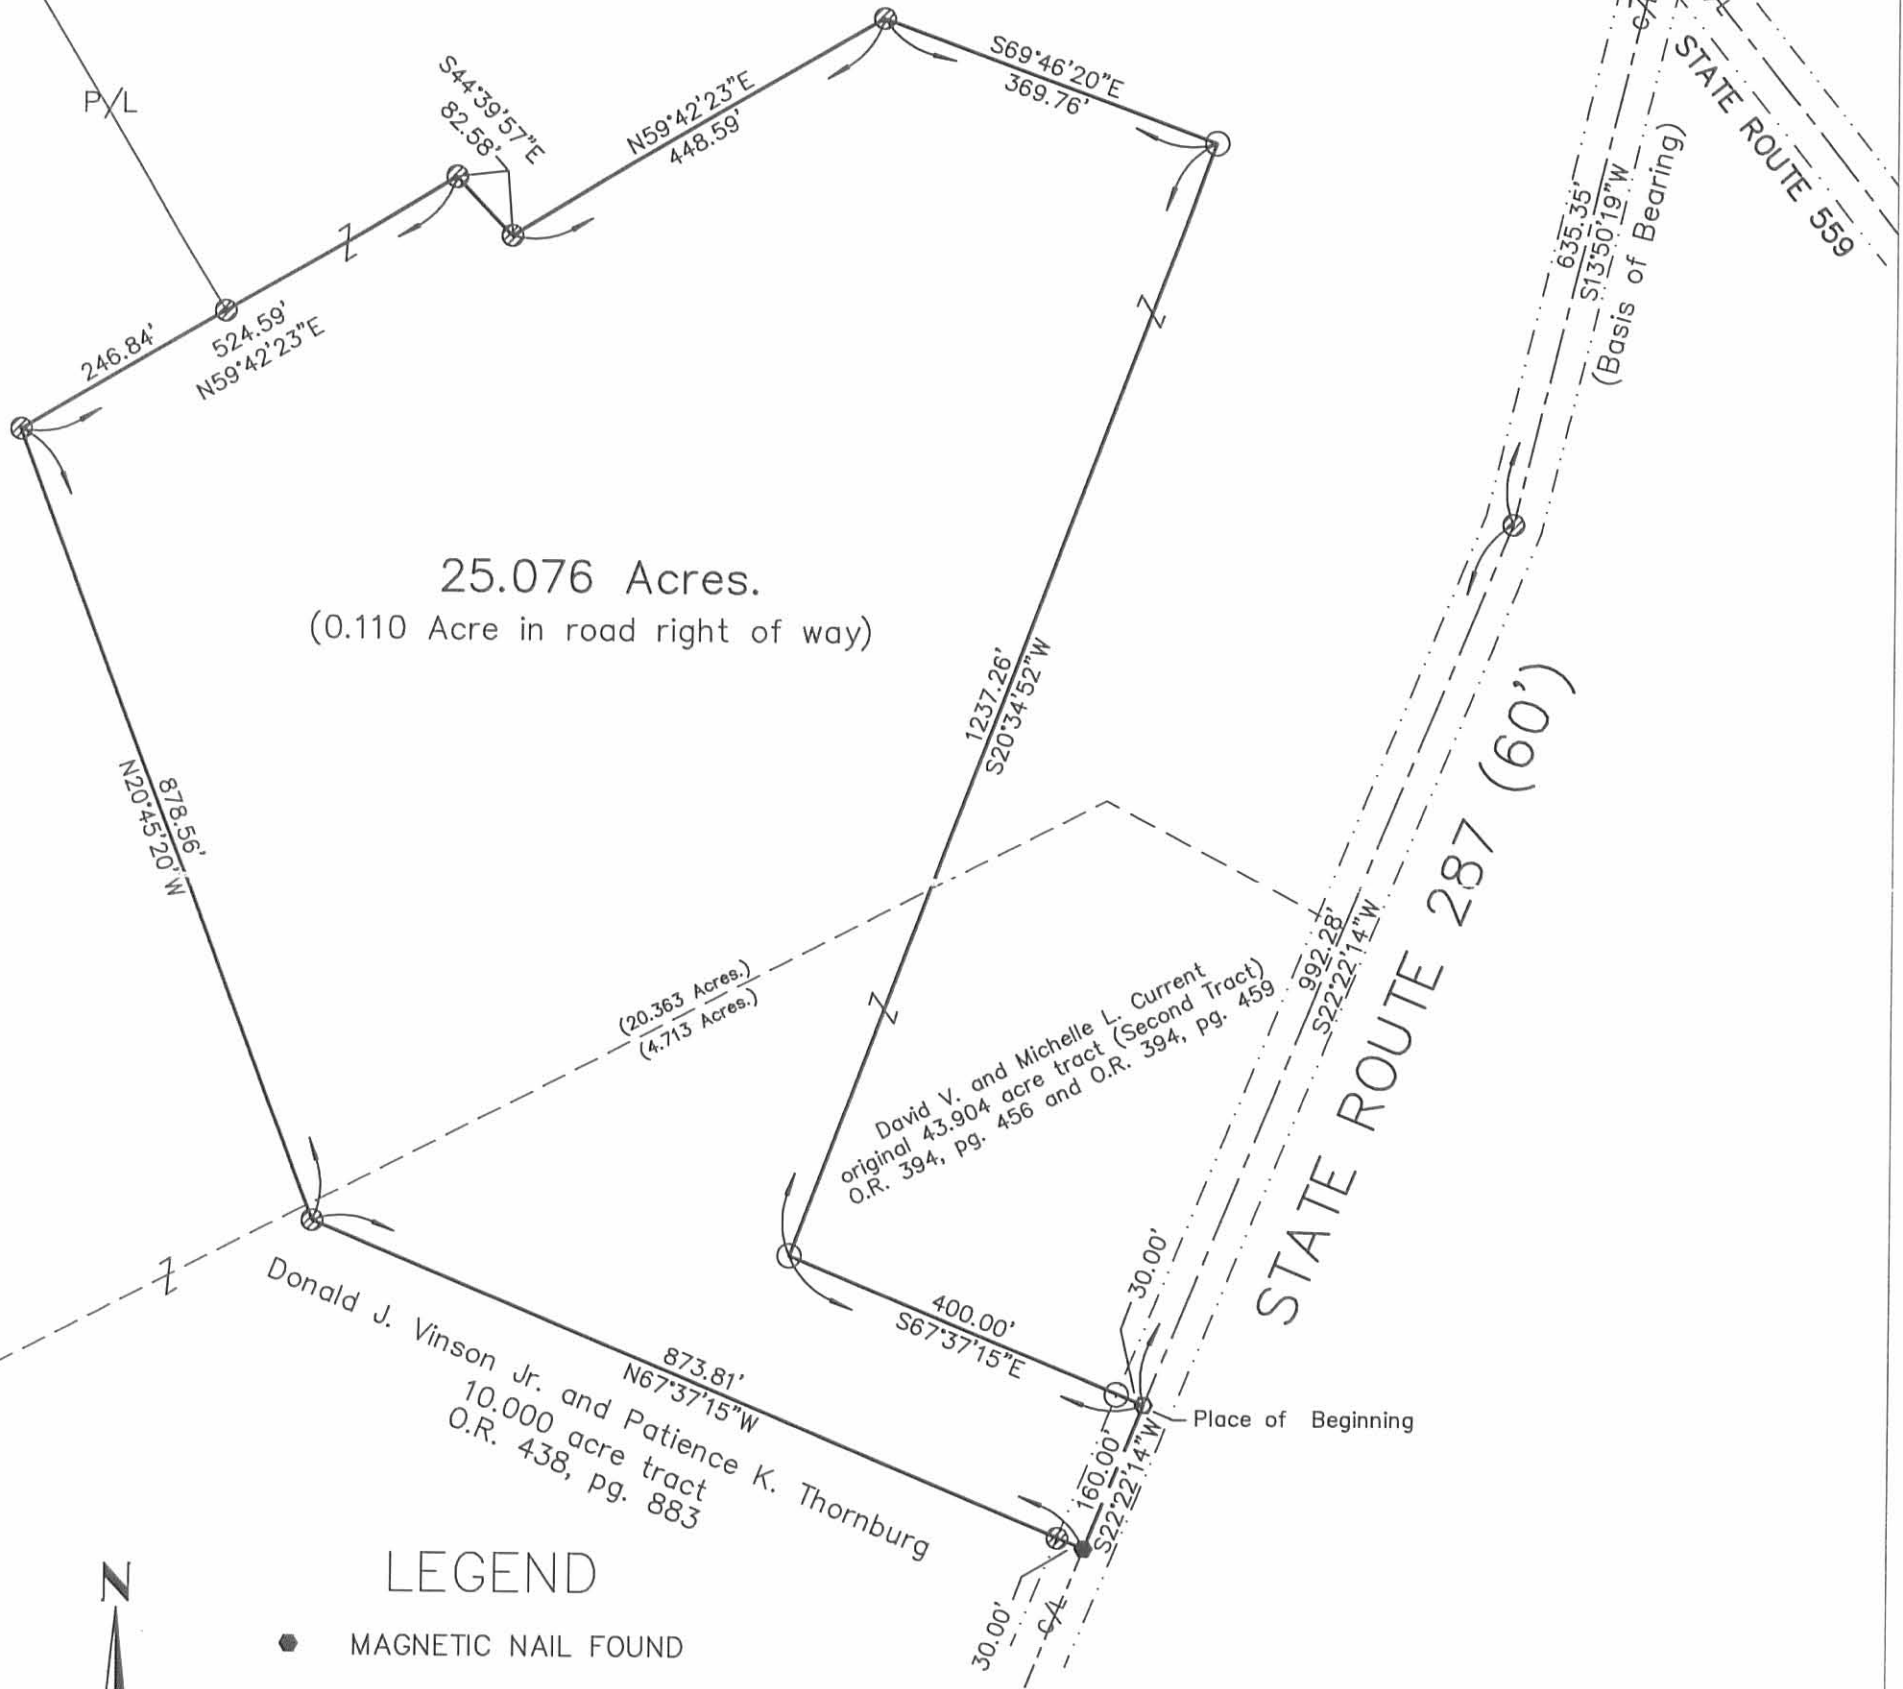 P/L
S44°39'57"E
82.58'
N59°42'23"E
448.59'
S69°46'20"E
369.76'
STATE ROUTE 559
635.35'
S13°50'19"W
(Basis of Bearing)
246.84'
524.59'
N59°42'23"E
25.076 Acres.
(0.110 Acre in road right of way)
1237.26'
S20°34'52"W
878.56'
N20°45'20"W
STATE ROUTE 287 (60')
992.28'
S22°22'14"W
(20.363 Acres.)
(4.713 Acres.)
David V. and Michelle L. Current
original 43.904 acre tract (Second Tract)
O.R. 394, pg. 456 and O.R. 394, pg. 459
30.00'
400.00'
S67°37'15"E
Place of Beginning
160.00'
S22°22'14"W
873.81'
N67°37'15"W
Donald J. Vinson Jr. and Patience K. Thornburg
10.000 acre tract
O.R. 438, pg. 883
30.00'
C/L
N
LEGEND
MAGNETIC NAIL FOUND